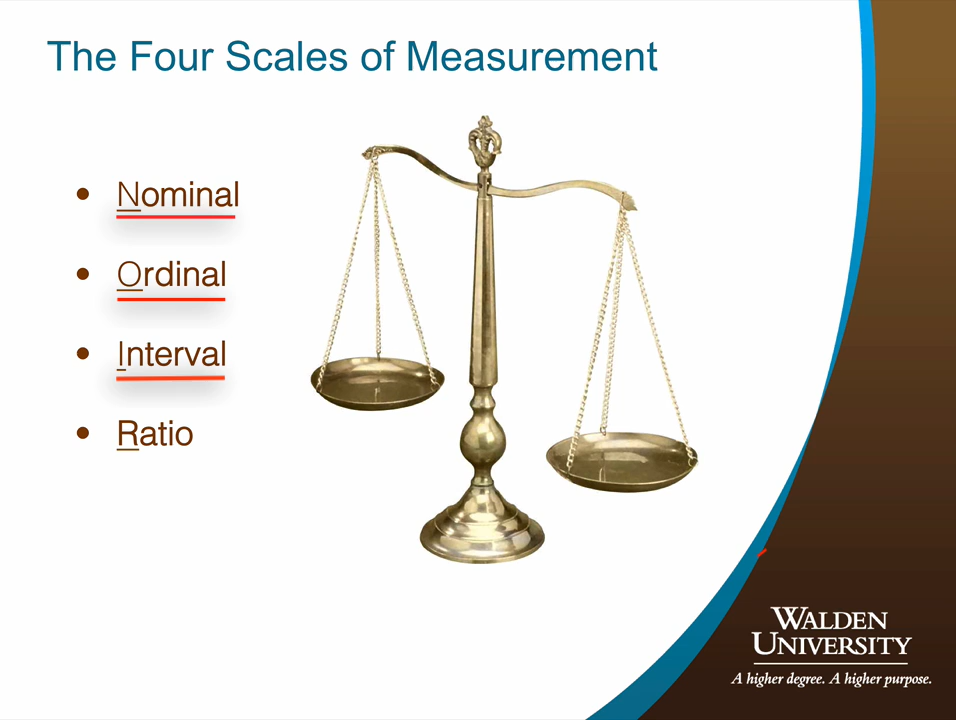 The Four Scales of Measurement
• Nominal
• Ordinal
• Interval
• Ratio
WALDEN
UNIVERSITY
A higher degree. A higher purpose.